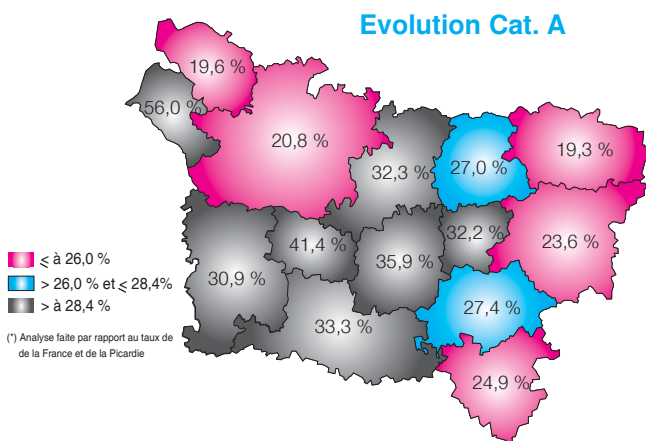 Evolution Cat. A
19,6 %
56,0 %
20,8 %
32,3 %
27,0 %
19,3 %
41,4 %
35,9 %
32,2 %
23,6 %
30,9 %
33,3 %
27,4 %
24,9 %
⩽ à 26,0 %
> 26,0 % et ⩽ 28,4%
> à 28,4 %
(*) Analyse faite par rapport au taux de
de la France et de la Picardie